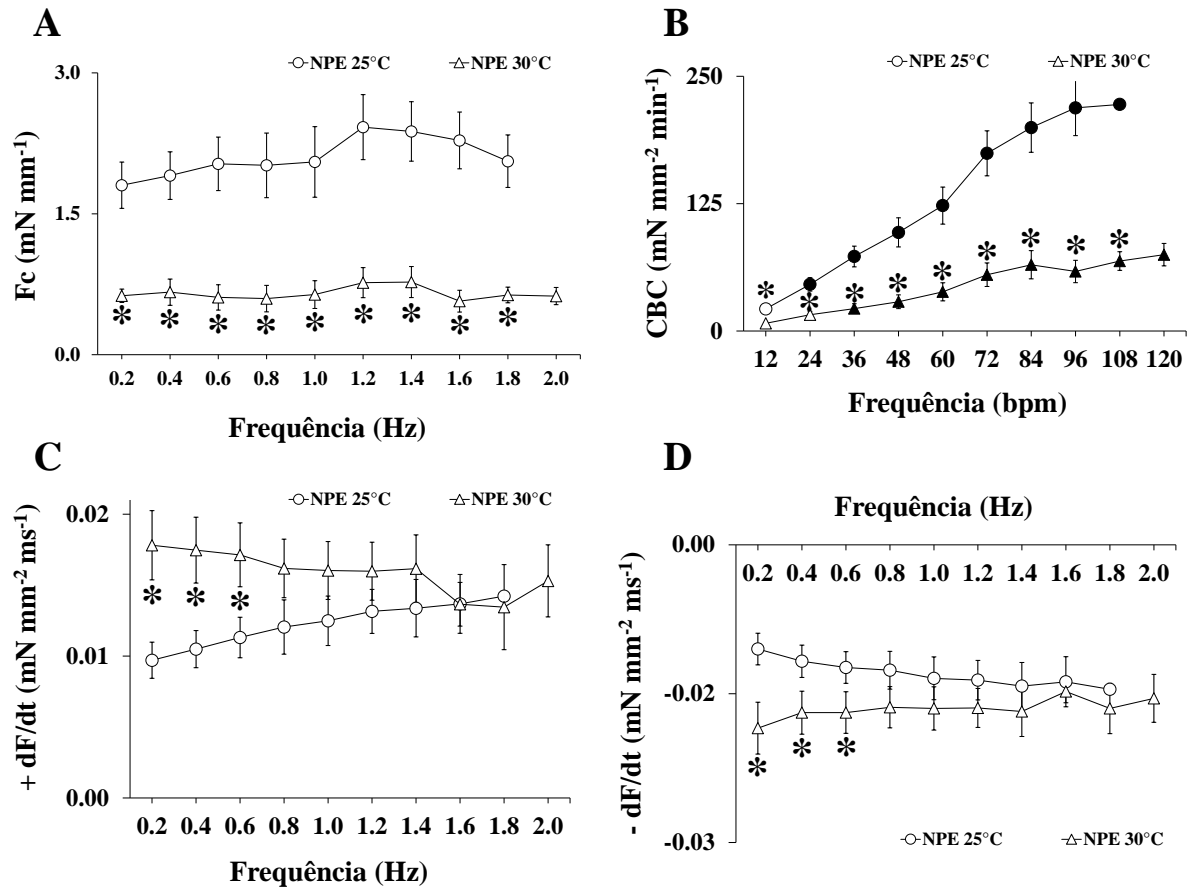 A
NPE 25°C NPE 30°C
3.0
1.5
0.0
Fc (mN mm-1)
* * * * * * * * *
0.2 0.4 0.6 0.8 1.0 1.2 1.4 1.6 1.8 2.0
Frequência (Hz)
B
NPE 25°C NPE 30°C
250
125
0
CBC (mN mm-2 min-1)
* * * * * * * * *
12 24 36 48 60 72 84 96 108 120
Frequência (bpm)
C
NPE 25°C NPE 30°C
0.02
0.01
0.00
+ dF/dt (mN mm-2 ms-1)
* * *
0.2 0.4 0.6 0.8 1.0 1.2 1.4 1.6 1.8 2.0
Frequência (Hz)
D
Frequência (Hz)
0.00
0.2 0.4 0.6 0.8 1.0 1.2 1.4 1.6 1.8 2.0
-0.02
-0.03
- dF/dt (mN mm-2 ms-1)
* * *
NPE 25°C NPE 30°C